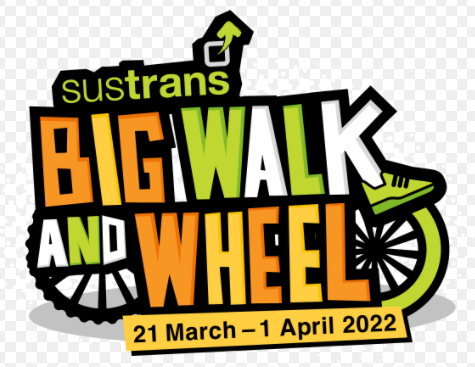 sustrans
BIG WALK
AND WHEEL
21 March – 1 April 2022